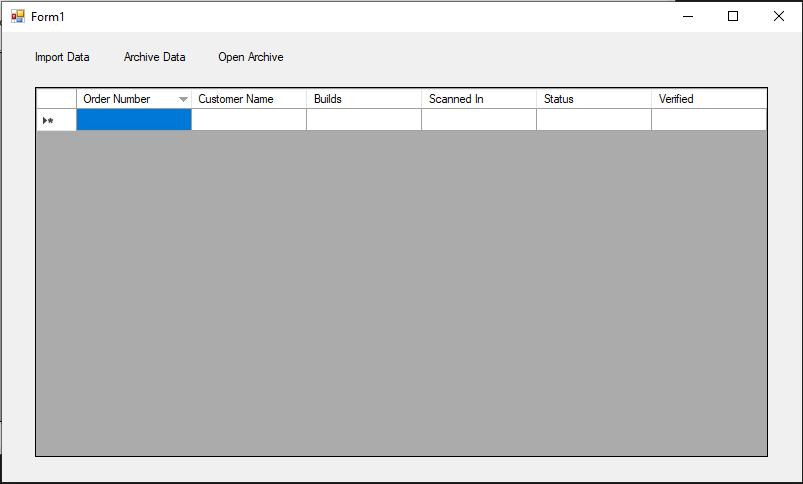 Form1
Import Data Archive Data Open Archive
Order Number Customer Name Builds Scanned In Status Verified